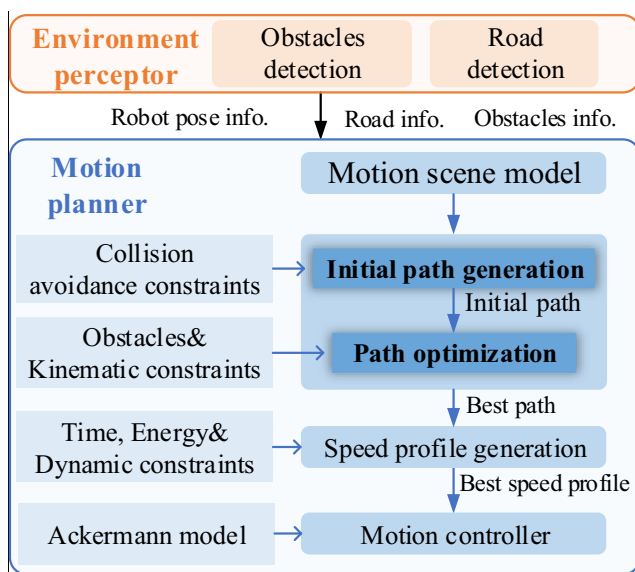 Environment
perceptor
Obstacles
detection
Road
detection
Robot pose info.
Road info.
Obstacles info.
Motion
planner
Motion scene model
Collision
avoidance constraints
Initial path generation
Initial path
Obstacles&
Kinematic constraints
Path optimization
Best path
Time, Energy&
Dynamic constraints
Speed profile generation
Best speed profile
Ackermann model
Motion controller